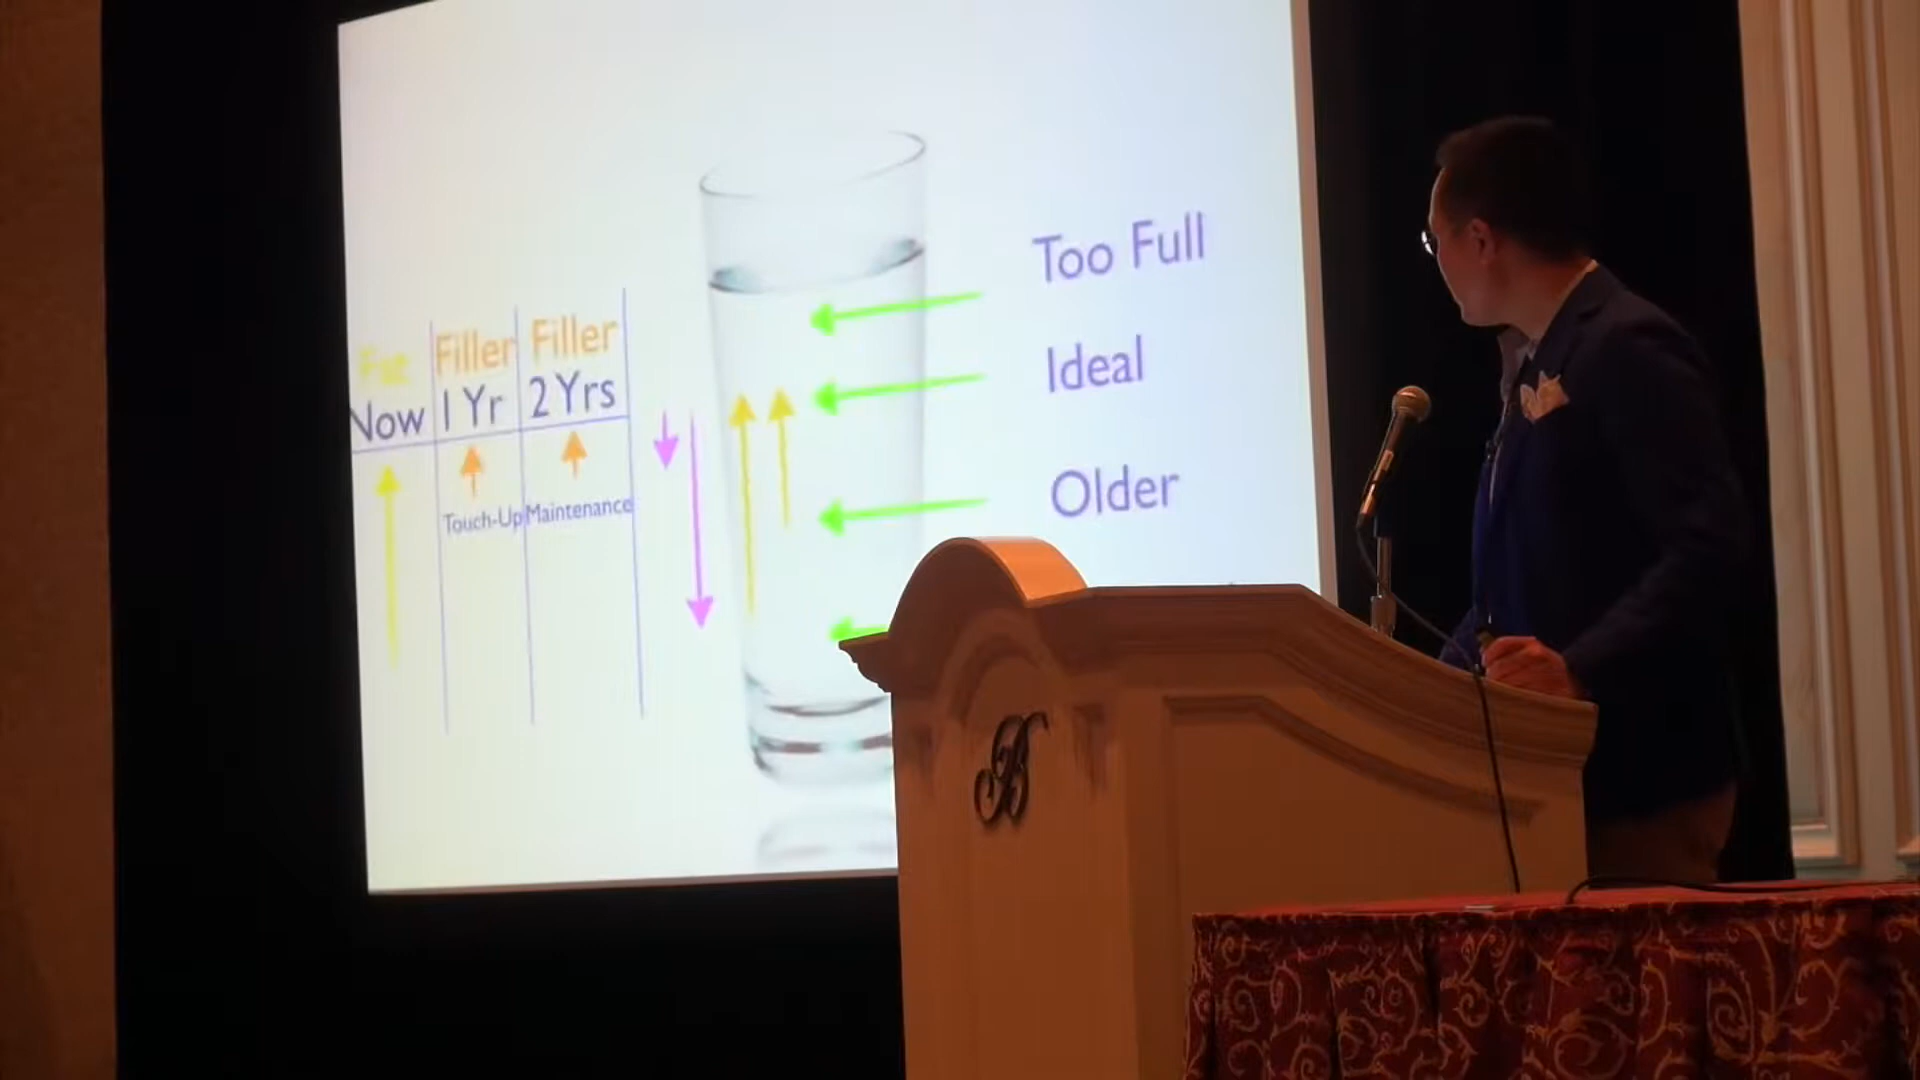 Too Full
Ideal
Older
Fat
Now
Filler
1 Yr
Filler
2 Yrs
Touch-Up
Maintenance
B